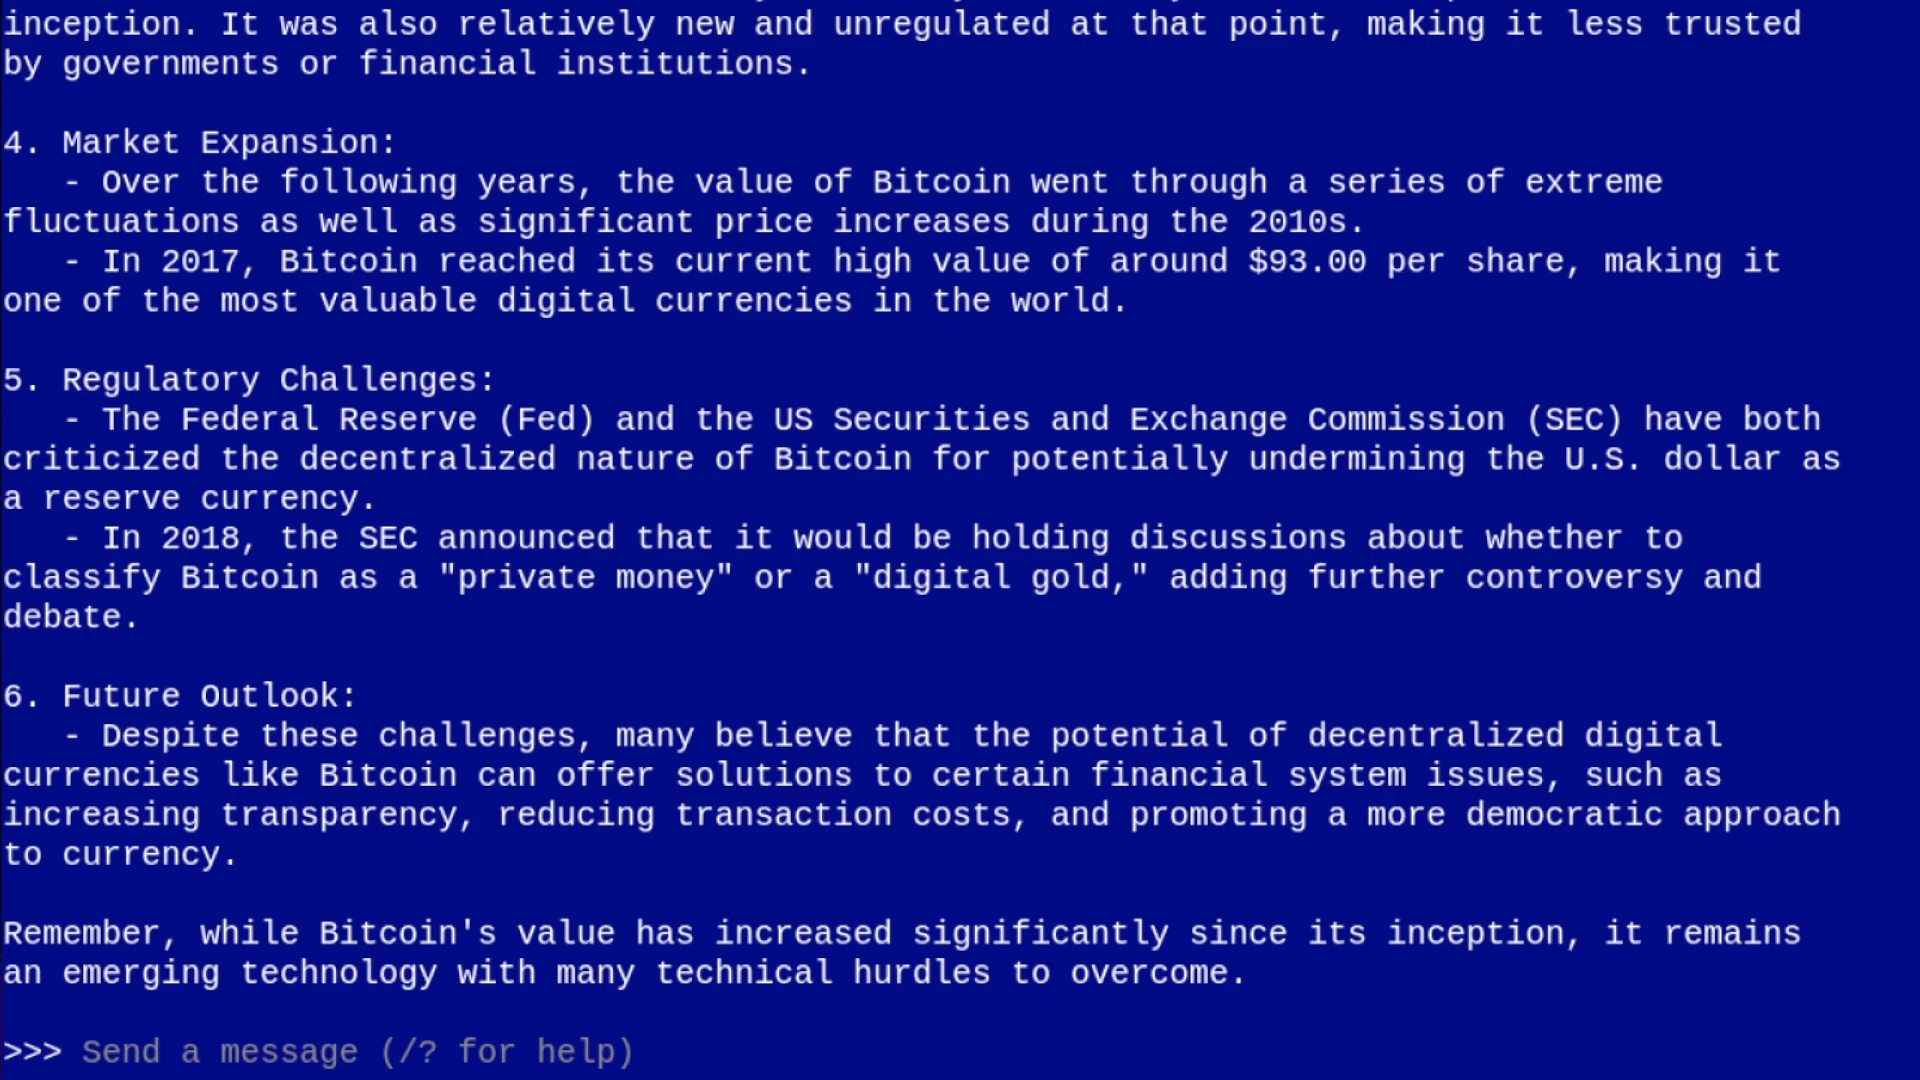 inception. It was also relatively new and unregulated at that point, making it less trusted
by governments or financial institutions.
4. Market Expansion:
- Over the following years, the value of Bitcoin went through a series of extreme
fluctuations as well as significant price increases during the 2010s.
- In 2017, Bitcoin reached its current high value of around $93.00 per share, making it
one of the most valuable digital currencies in the world.
5. Regulatory Challenges:
- The Federal Reserve (Fed) and the US Securities and Exchange Commission (SEC) have both
criticized the decentralized nature of Bitcoin for potentially undermining the U.S. dollar as
a reserve currency.
- In 2018, the SEC announced that it would be holding discussions about whether to
classify Bitcoin as a "private money" or a "digital gold," adding further controversy and
debate.
6. Future Outlook:
- Despite these challenges, many believe that the potential of decentralized digital
currencies like Bitcoin can offer solutions to certain financial system issues, such as
increasing transparency, reducing transaction costs, and promoting a more democratic approach
to currency.
Remember, while Bitcoin's value has increased significantly since its inception, it remains
an emerging technology with many technical hurdles to overcome.
>>> Send a message (/? for help)